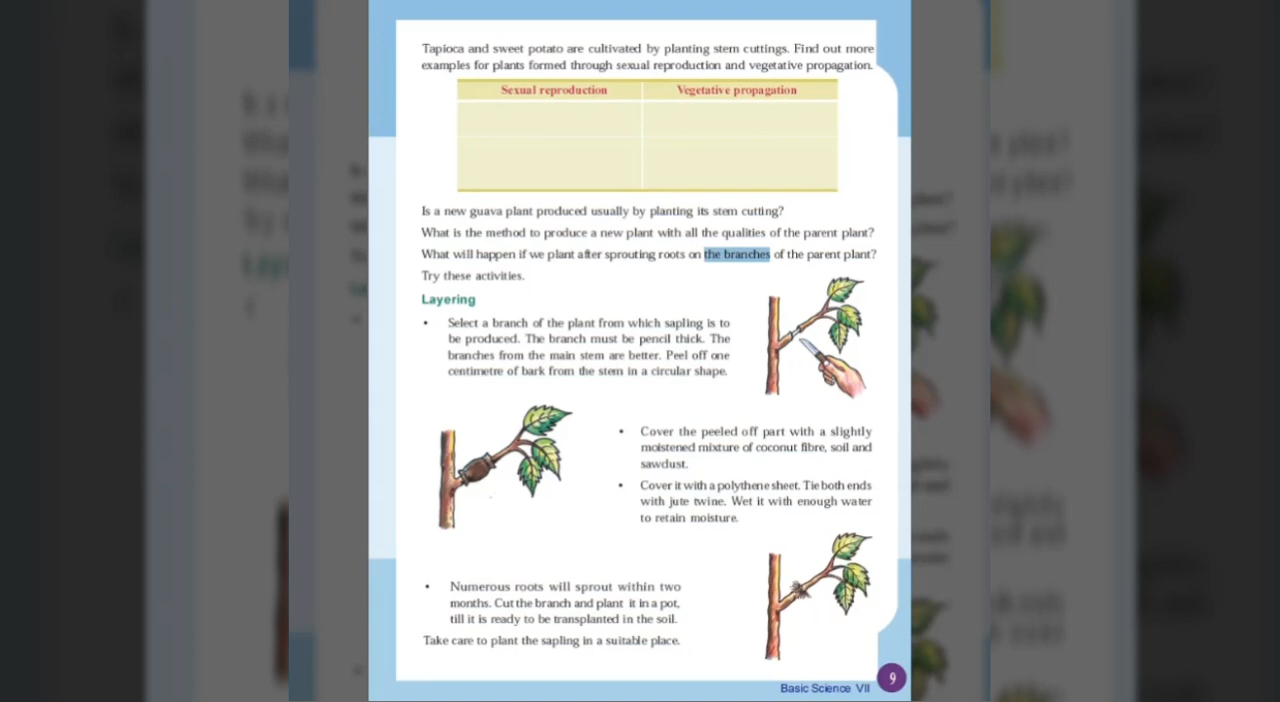 Tapioca and sweet potato are cultivated by planting stem cuttings. Find out more
examples for plants formed through sexual reproduction and vegetative propagation.
Sexual reproduction Vegetative propagation
Is a new guava plant produced usually by planting its stem cutting?
What is the method to produce a new plant with all the qualities of the parent plant?
What will happen if we plant after sprouting roots on the branches of the parent plant?
Try these activities.
Layering
• Select a branch of the plant from which sapling is to
be produced. The branch must be pencil thick. The
branches from the main stem are better. Peel off one
centimetre of bark from the stem in a circular shape.
• Cover the peeled off part with a slightly
moistened mixture of coconut fibre, soil and
sawdust.
• Cover it with a polythene sheet. Tie both ends
with jute twine. Wet it with enough water
to retain moisture.
• Numerous roots will sprout within two
months. Cut the branch and plant it in a pot,
till it is ready to be transplanted in the soil.
Take care to plant the sapling in a suitable place.
Basic Science VII 9